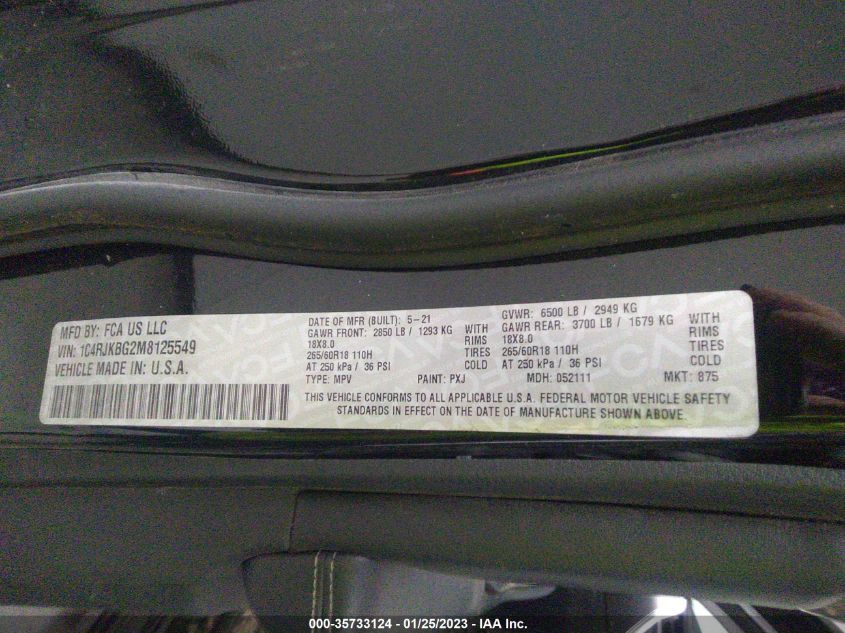 MFD BY: FCA US LLC
VIN: 1C4RJKBG2M8125549
VEHICLE MADE IN: U.S.A.
DATE OF MFR (BUILT): 5-21
GAWR FRONT: 2850 LB / 1293 KG WITH
18X8.0 RIMS
265/60R18 110H TIRES
AT 250 kPa / 36 PSI COLD
TYPE: MPV PAINT: PXJ
GVWR: 6500 LB / 2949 KG
GAWR REAR: 3700 LB / 1679 KG WITH
18X8.0 RIMS
265/60R18 110H TIRES
AT 250 kPa / 36 PSI COLD
MDH: 052111 MKT: 875
THIS VEHICLE CONFORMS TO ALL APPLICABLE U.S.A. FEDERAL MOTOR VEHICLE SAFETY
STANDARDS IN EFFECT ON THE DATE OF MANUFACTURE SHOWN ABOVE.
000-35733124 - 01/25/2023 - IAA Inc.